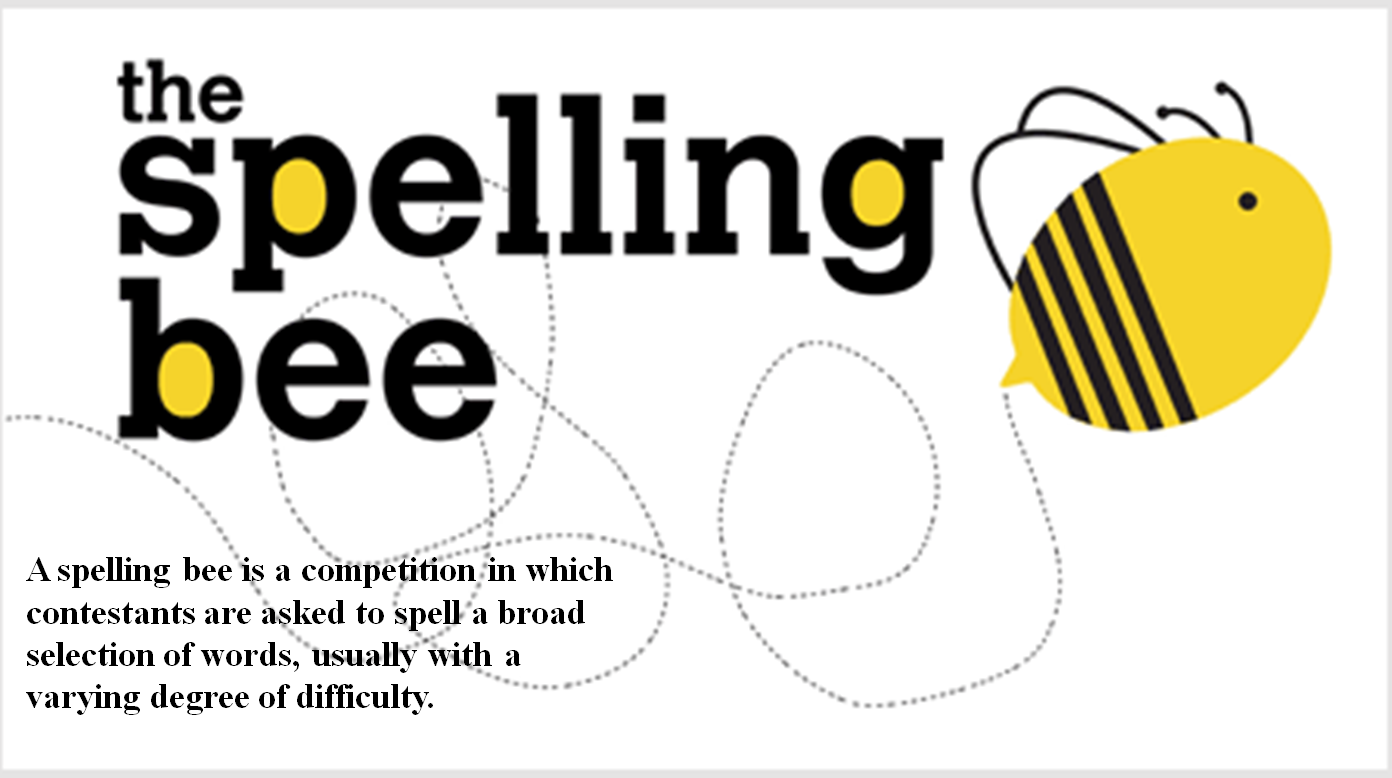 the
spelling
bee
A spelling bee is a competition in which
contestants are asked to spell a broad
selection of words, usually with a
varying degree of difficulty.